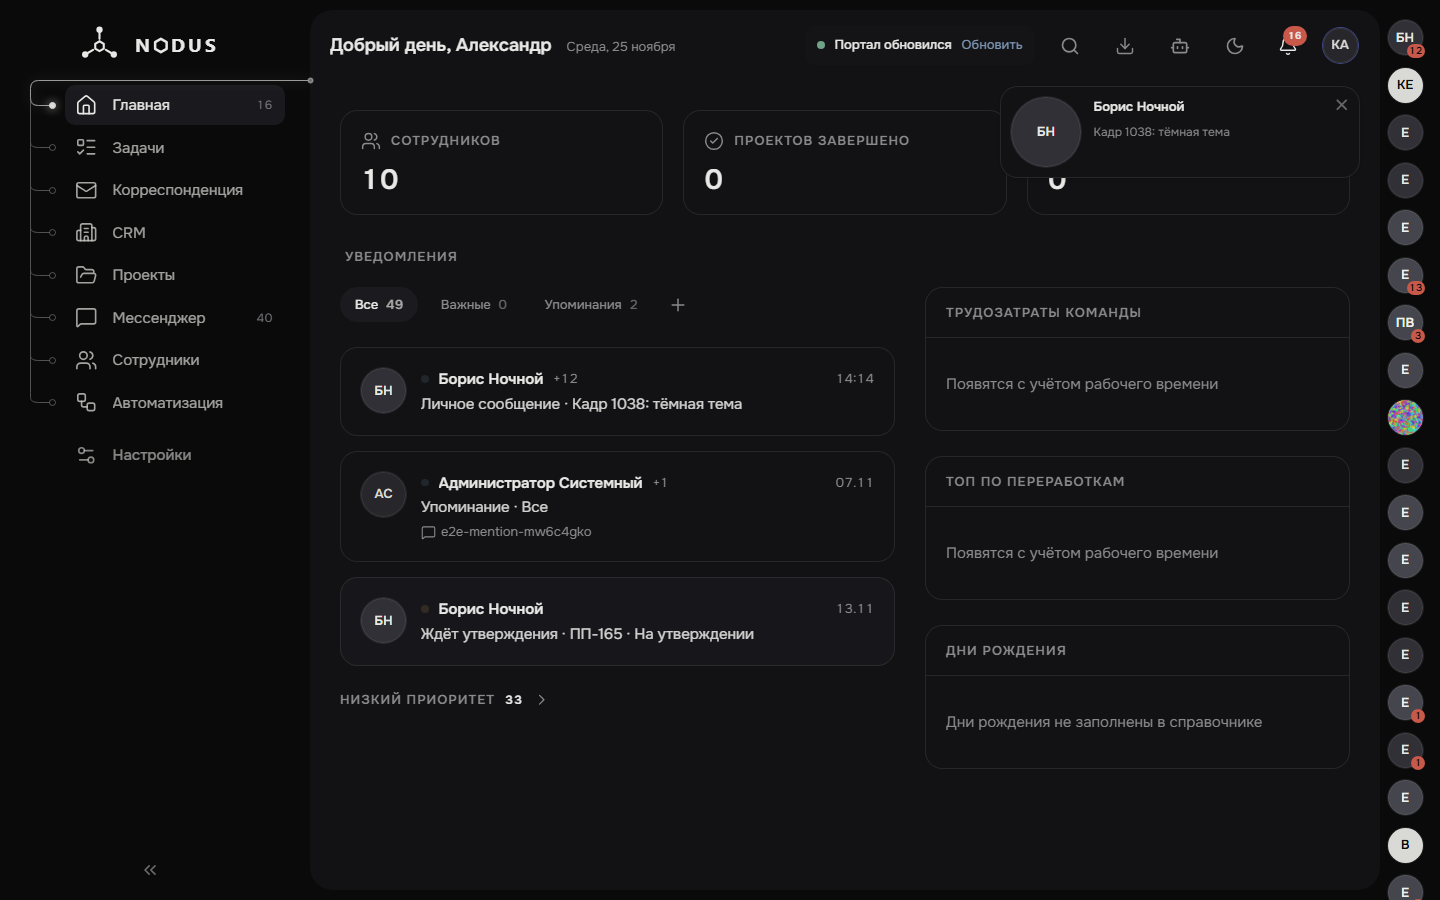 NODUS
Главная 16
Задачи
Корреспонденция
CRM
Проекты
Мессенджер 40
Сотрудники
Автоматизация
Настройки
Добрый день, Александр Среда, 25 ноября
Портал обновился Обновить
16
КА
БН
Борис Ночной
Кадр 1038: тёмная тема
СОТРУДНИКОВ
10
ПРОЕКТОВ ЗАВЕРШЕНО
0
0
УВЕДОМЛЕНИЯ
Все 49 Важные 0 Упоминания 2
БН
Борис Ночной +12 14:14
Личное сообщение · Кадр 1038: тёмная тема
АС
Администратор Системный +1 07.11
Упоминание · Все
e2e-mention-mw6c4gko
БН
Борис Ночной 13.11
Ждёт утверждения · ПП-165 · На утверждении
НИЗКИЙ ПРИОРИТЕТ 33
ТРУДОЗАТРАТЫ КОМАНДЫ
Появятся с учётом рабочего времени
ТОП ПО ПЕРЕРАБОТКАМ
Появятся с учётом рабочего времени
ДНИ РОЖДЕНИЯ
Дни рождения не заполнены в справочнике
БН
12
КЕ
Е
Е
Е
Е
13
ПВ
3
Е
Е
Е
Е
Е
Е
Е
1
Е
1
Е
В
Е